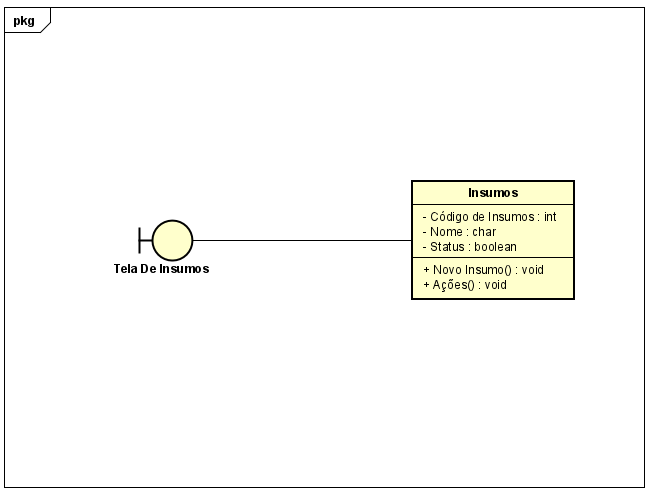 pkg
Insumos
- Código de Insumos : int
- Nome : char
- Status : boolean
+ Novo Insumo() : void
+ Ações() : void
Tela De Insumos